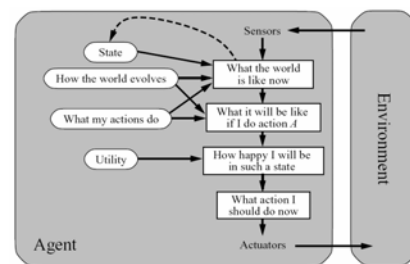 Sensors
State
How the world evolves
What the world
is like now
What my actions do
What it will be like
if I do action A
Utility
How happy I will be
in such a state
What action I
should do now
Agent
Actuators
Environment